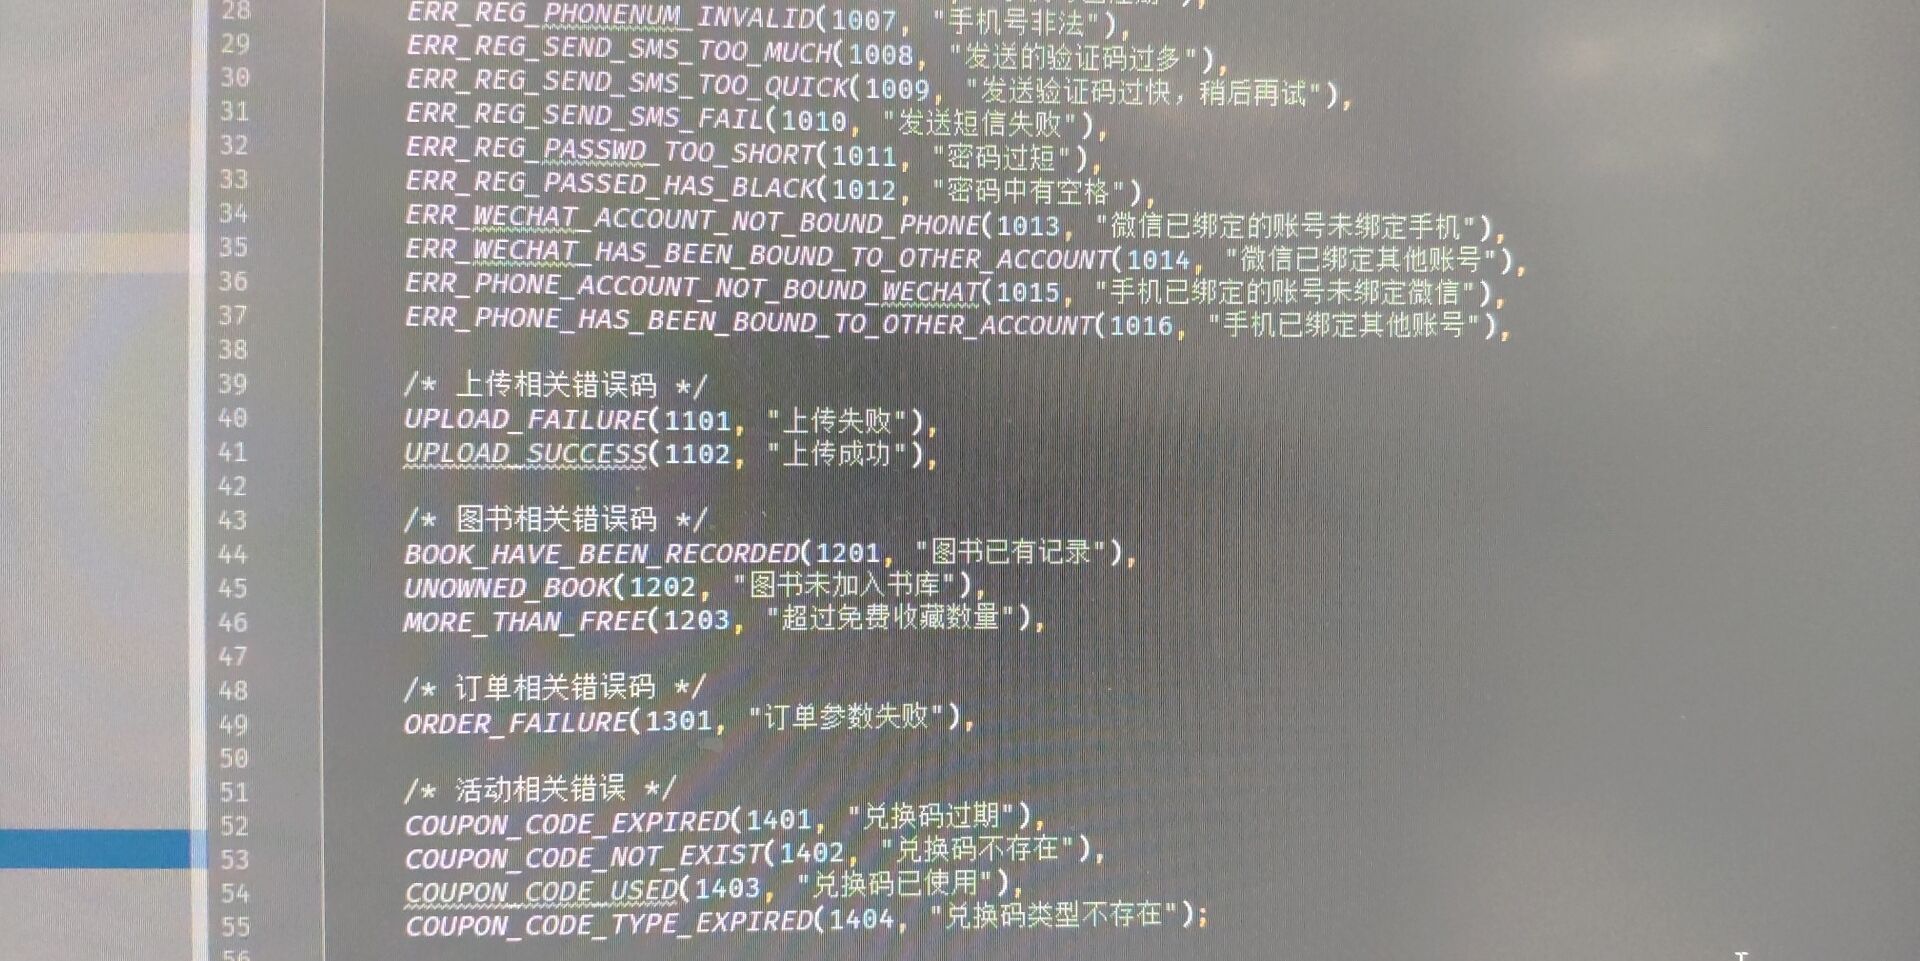 28 ERR_REG_PHONENUM_INVALID(1007, "手机号非法"),
29 ERR_REG_SEND_SMS_TOO_MUCH(1008, "发送的验证码过多"),
30 ERR_REG_SEND_SMS_TOO_QUICK(1009, "发送验证码过快，稍后再试"),
31 ERR_REG_SEND_SMS_FAIL(1010, "发送短信失败"),
32 ERR_REG_PASSWD_TOO_SHORT(1011, "密码过短"),
33 ERR_REG_PASSED_HAS_BLACK(1012, "密码中有空格"),
34 ERR_WECHAT_ACCOUNT_NOT_BOUND_PHONE(1013, "微信已绑定的账号未绑定手机"),
35 ERR_WECHAT_HAS_BEEN_BOUND_TO_OTHER_ACCOUNT(1014, "微信已绑定其他账号"),
36 ERR_PHONE_ACCOUNT_NOT_BOUND_WECHAT(1015, "手机已绑定的账号未绑定微信"),
37 ERR_PHONE_HAS_BEEN_BOUND_TO_OTHER_ACCOUNT(1016, "手机已绑定其他账号"),
38
39 /* 上传相关错误码 */
40 UPLOAD_FAILURE(1101, "上传失败"),
41 UPLOAD_SUCCESS(1102, "上传成功"),
42
43 /* 图书相关错误码 */
44 BOOK_HAVE_BEEN_RECORDED(1201, "图书已有记录"),
45 UNOWNED_BOOK(1202, "图书未加入书库"),
46 MORE_THAN_FREE(1203, "超过免费收藏数量"),
47
48 /* 订单相关错误码 */
49 ORDER_FAILURE(1301, "订单参数失败"),
50
51 /* 活动相关错误 */
52 COUPON_CODE_EXPIRED(1401, "兑换码过期"),
53 COUPON_CODE_NOT_EXIST(1402, "兑换码不存在"),
54 COUPON_CODE_USED(1403, "兑换码已使用"),
55 COUPON_CODE_TYPE_EXPIRED(1404, "兑换码类型不存在");
56